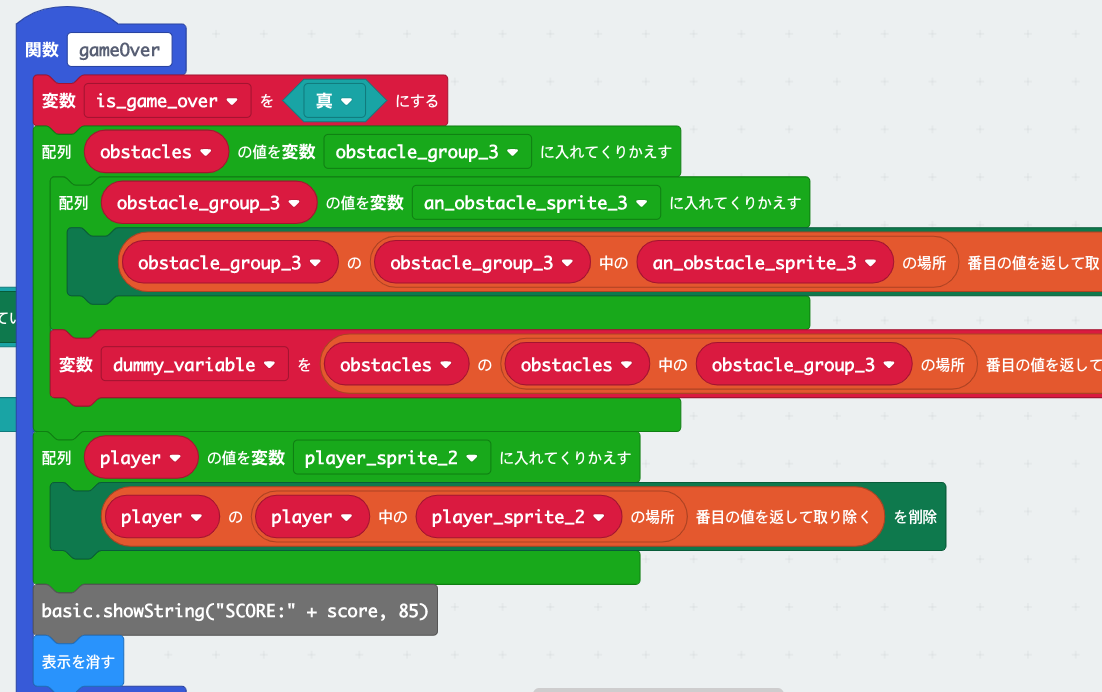 関数 gameOver
変数 is_game_over を 真 にする
配列 obstacles の値を変数 obstacle_group_3 に入れてくりかえす
配列 obstacle_group_3 の値を変数 an_obstacle_sprite_3 に入れてくりかえす
obstacle_group_3 の obstacle_group_3 中の an_obstacle_sprite_3 の場所 番目の値を返して取
てい
変数 dummy_variable を obstacles の obstacles 中の obstacle_group_3 の場所 番目の値を返して
配列 player の値を変数 player_sprite_2 に入れてくりかえす
player の player 中の player_sprite_2 の場所 番目の値を返して取り除く を削除
basic.showString("SCORE:" + score, 85)
表示を消す